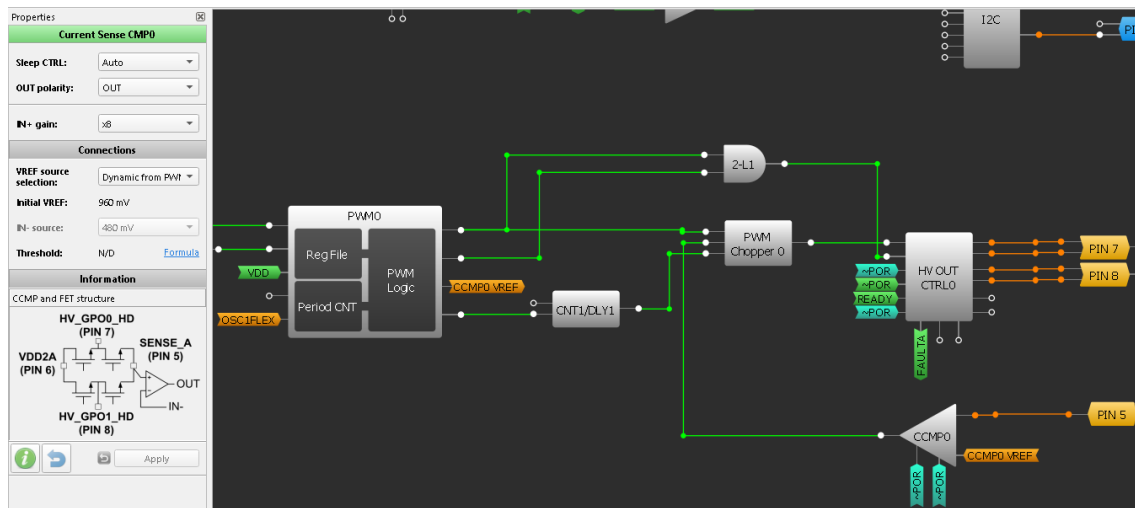 Properties
Current Sense CMP0
Sleep CTRL:
Auto
OUT polarity:
OUT
IN+ gain:
x8
Connections
VREF source
selection:
Dynamic from PWM
Initial VREF:
960 mV
IN- source:
480 mV
Threshold:
N/D
Formula
Information
CCMP and FET structure
HV_GPO0_HD
(PIN 7)
VDD2A
(PIN 6)
SENSE_A
(PIN 5)
OUT
IN-
HV_GPO1_HD
(PIN 8)
Apply
I2C
2-L1
PWM0
Reg File
PWM
Logic
Period CNT
VDD
OSC1FLEX
CCMP0 VREF
CNT1/DLY1
PWM
Chopper 0
HV OUT
CTRL0
~POR
~POR
READY
~POR
FAULTA
PIN 7
PIN 8
CCMP0
PIN 5
CCMP0 VREF
~POR
~POR